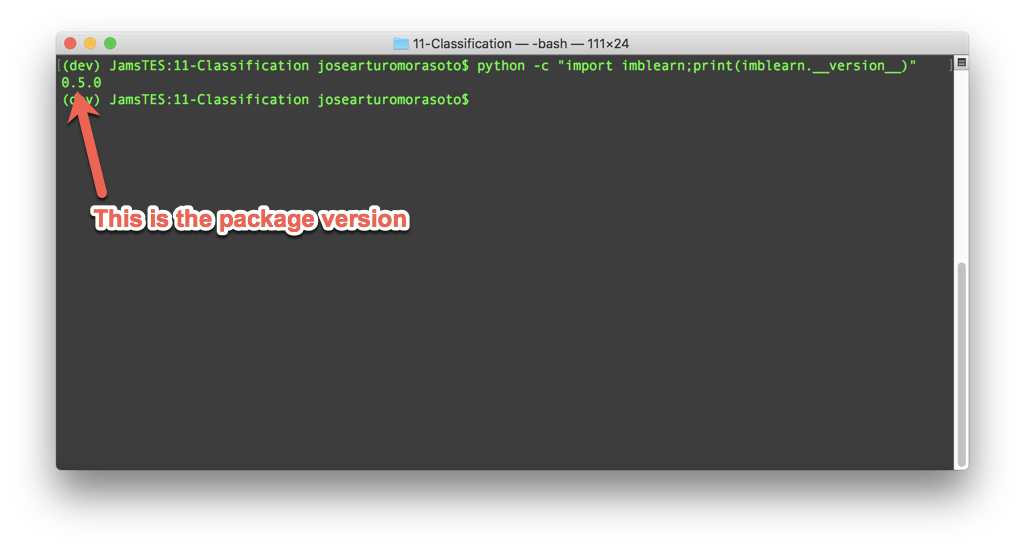 11-Classification — -bash — 111×24
[(dev) JamsTES:11-Classification josearturomorasoto$ python -c "import imblearn;print(imblearn.__version__)" ]
0.5.0
(dev) JamsTES:11-Classification josearturomorasoto$
This is the package version